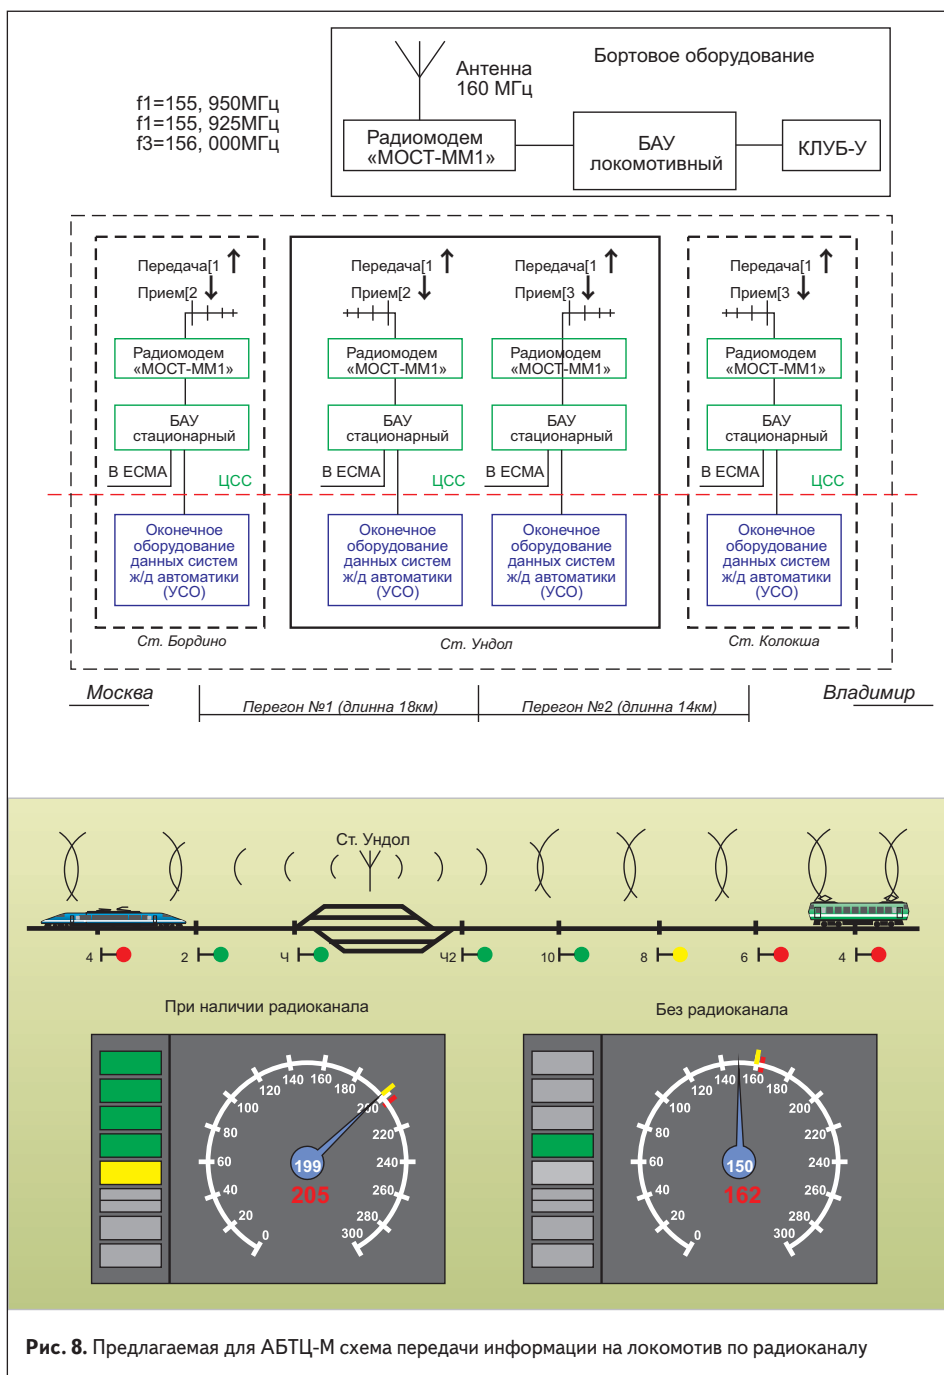 Бортовое оборудование
Антенна
160 МГц
f1=155, 950МГц
f1=155, 925МГц
f3=156, 000МГц
Радиомодем
«МОСТ-ММ1»
БАУ
локомотивный
КЛУБ-У
Передача[1
Прием[2
Радиомодем
«МОСТ-ММ1»
БАУ
стационарный
В ЕСМА
ЦСС
Оконечное
оборудование
данных систем
ж/д автоматики
(УСО)
Ст. Бордино
Передача[1
Прием[2
Радиомодем
«МОСТ-ММ1»
БАУ
стационарный
В ЕСМА
ЦСС
Оконечное
оборудование
данных систем
ж/д автоматики
(УСО)
Передача[1
Прием[3
Радиомодем
«МОСТ-ММ1»
БАУ
стационарный
В ЕСМА
Оконечное
оборудование
данных систем
ж/д автоматики
(УСО)
Ст. Ундол
Передача[1
Прием[3
Радиомодем
«МОСТ-ММ1»
БАУ
стационарный
В ЕСМА
ЦСС
Оконечное
оборудование
данных систем
ж/д автоматики
(УСО)
Ст. Колокша
Москва
Перегон №1 (длинна 18км)
Перегон №2 (длинна 14км)
Владимир
Ст. Ундол
4 2 Ч Ч2 10 8 6 4
При наличии радиоканала
Без радиоканала
0 20 40 60 80 100 120 140 160 180 200 220 240 260 280 300
199
205
0 20 40 60 80 100 120 140 160 180 200 220 240 260 280 300
150
162
Рис. 8. Предлагаемая для АБТЦ-М схема передачи информации на локомотив по радиоканалу